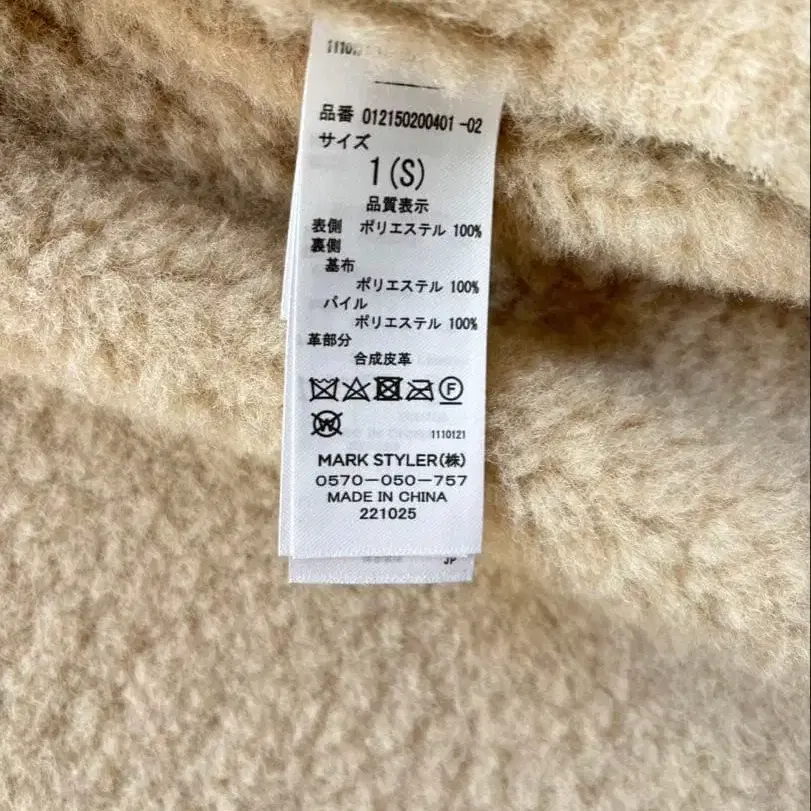 品番 012150200401-02
サイズ
1(S)
品質表示
表側 ポリエステル 100%
裏側
基布
ポリエステル 100%
パイル
ポリエステル 100%
革部分
合成皮革
F
W
1110121
MARK STYLER(株)
0570-050-757
MADE IN CHINA
221025
JP